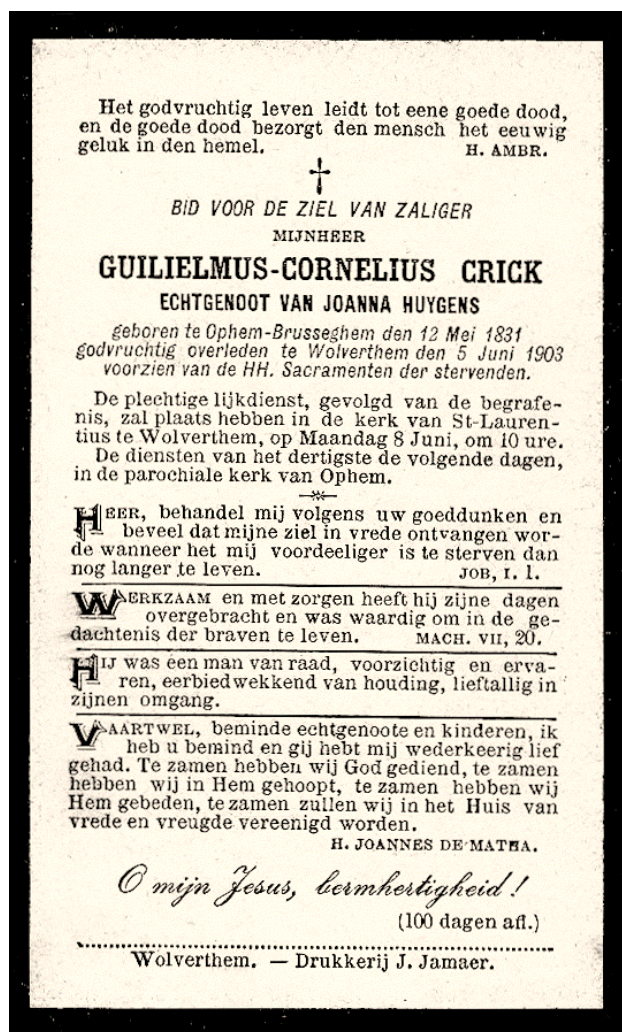 Het godvruchtig leven leidt tot eene goede dood,
en de goede dood bezorgt den mensch het eeuwig
geluk in den hemel. H. AMBR.
BID VOOR DE ZIEL VAN ZALIGER
MIJNHEER
GUILIELMUS-CORNELIUS CRICK
ECHTGENOOT VAN JOANNA HUYGENS
geboren te Ophem-Brusseghem den 12 Mei 1831
godvruchtig overleden te Wolverthem den 5 Juni 1903
voorzien van de HH. Sacramenten der stervenden.
De plechtige lijkdienst, gevolgd van de begrafe-
nis, zal plaats hebben in de kerk van St-Lauren-
tius te Wolverthem, op Maandag 8 Juni, om 10 ure.
De diensten van het dertigste de volgende dagen,
in de parochiale kerk van Ophem.
HEER, behandel mij volgens uw goeddunken en
beveel dat mijne ziel in vrede ontvangen wor-
de wanneer het mij voordeeliger is te sterven dan
nog langer te leven. JOB, I. 1.
WERKZAAM en met zorgen heeft hij zijne dagen
overgebracht en was waardig om in de ge-
dachtenis der braven te leven. MACH. VII, 20.
HIJ was een man van raad, voorzichtig en erva-
ren, eerbiedwekkend van houding, lieftallig in
zijnen omgang.
VAARTWEL, beminde echtgenoote en kinderen, ik
heb u bemind en gij hebt mij wederkeerig lief
gehad. Te zamen hebben wij God gediend, te zamen
hebben wij in Hem gehoopt, te zamen hebben wij
Hem gebeden, te zamen zullen wij in het Huis van
vrede en vreugde vereenigd worden.
H. JOANNES DE MATHA.
O mijn Jesus, bermhertigheid!
(100 dagen afl.)
Wolverthem. — Drukkerij J. Jamaer.